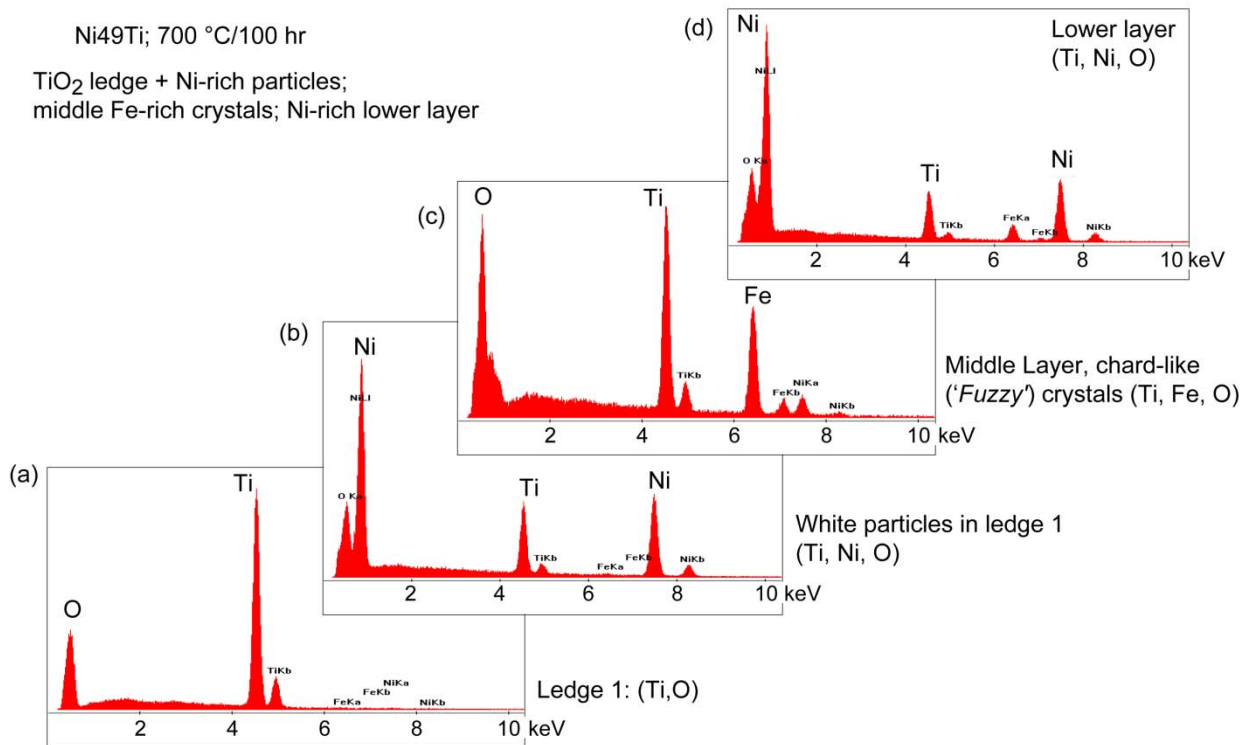 Ni49Ti; 700 °C/100 hr
TiO2 ledge + Ni-rich particles;
middle Fe-rich crystals; Ni-rich lower layer
(d)
Ni
NiLl
O Ka
Ti
TiKb
FeKa
FeKb
Ni
NiKb
2 4 6 8 10 keV
Lower layer
(Ti, Ni, O)
(c)
O
Ti
TiKb
Fe
FeKb
NiKa
NiKb
2 4 6 8 10 keV
Middle Layer, chard-like
('Fuzzy') crystals (Ti, Fe, O)
(b)
Ni
NiLl
O Ka
Ti
TiKb
FeKa
FeKb
Ni
NiKb
2 4 6 8 10 keV
White particles in ledge 1
(Ti, Ni, O)
(a)
O
Ti
TiKb
FeKa
FeKb
NiKa
NiKb
2 4 6 8 10 keV
Ledge 1: (Ti,O)